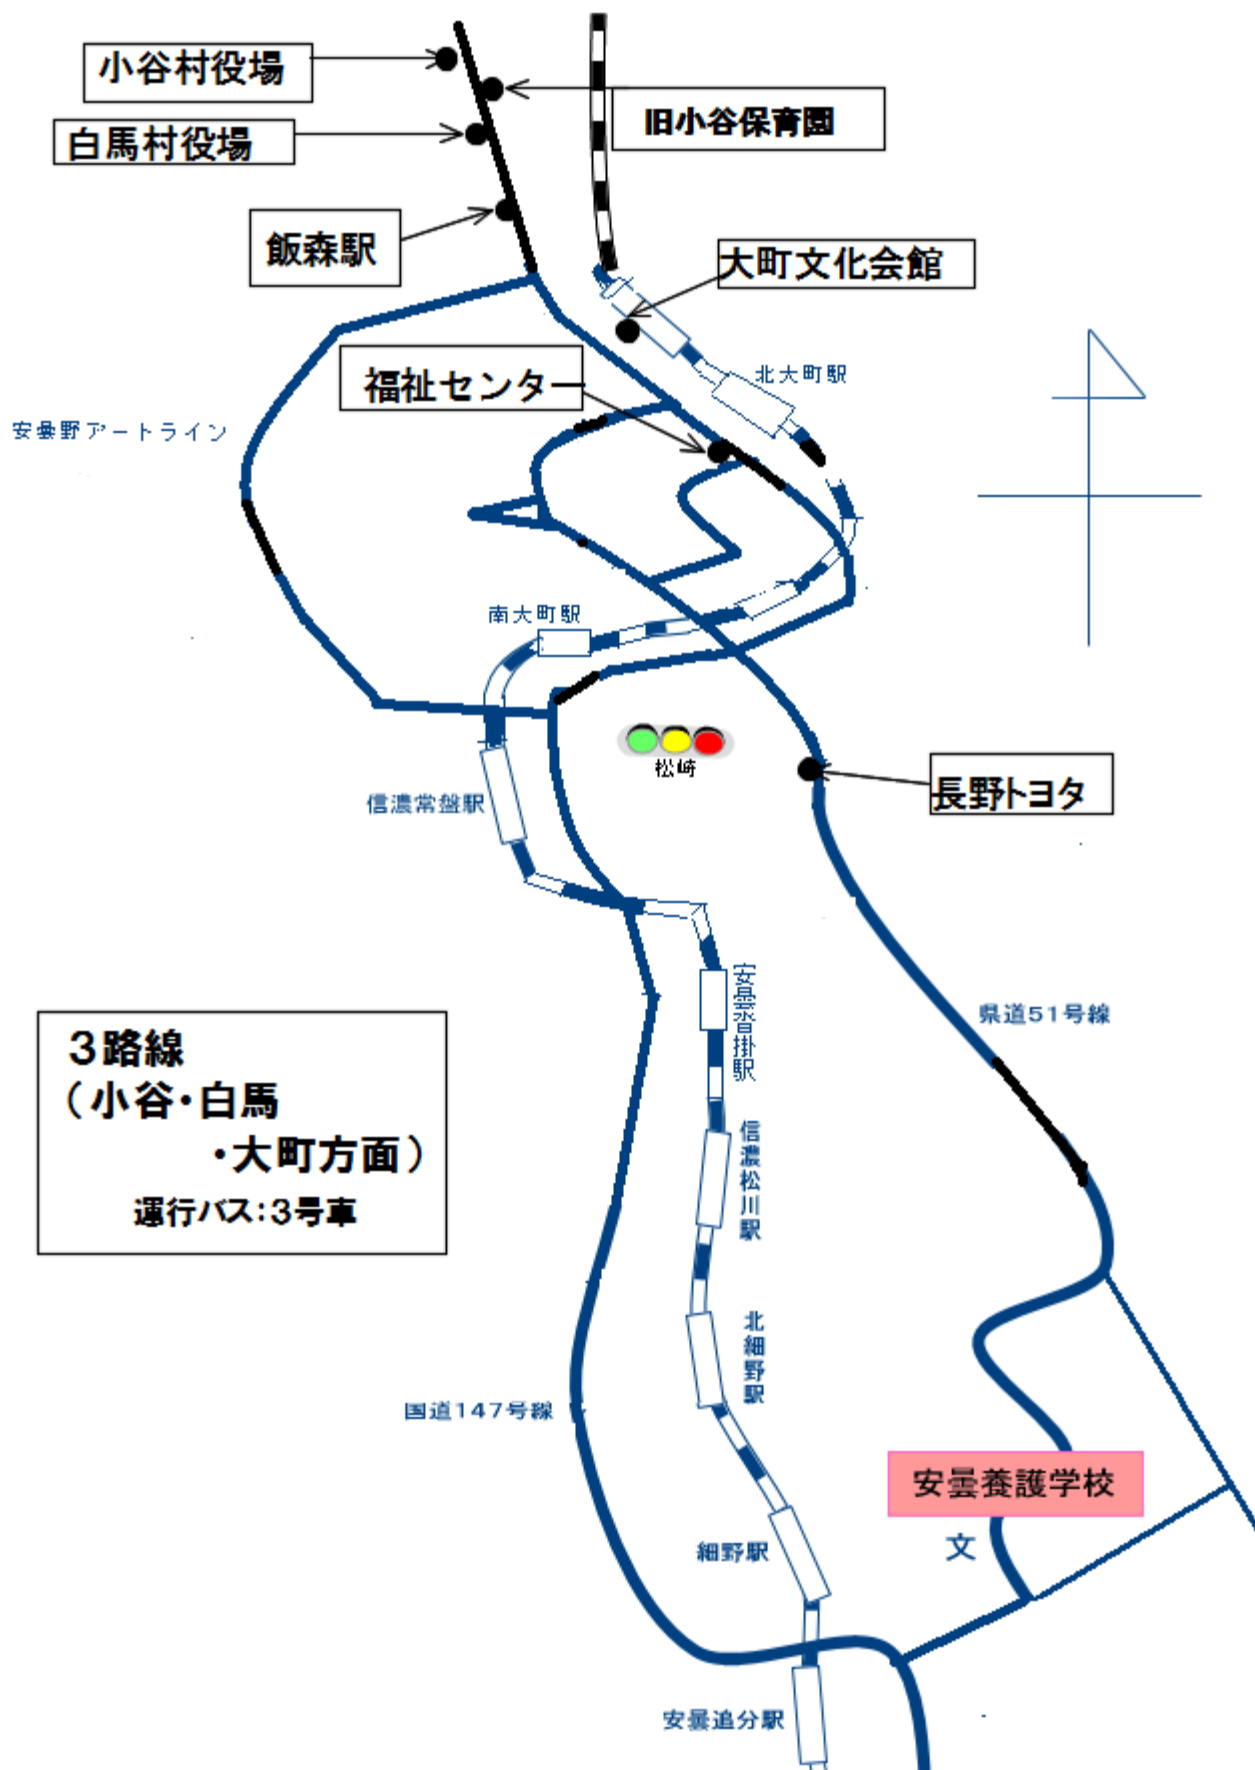 小谷村役場
旧小谷保育園
白馬村役場
飯森駅
大町文化会館
福祉センター
北大町駅
安曇野アートライン
南大町駅
松崎
長野トヨタ
信濃常盤駅
安曇沓掛駅
県道51号線
3路線
（小谷・白馬
・大町方面）
運行バス：3号車
信濃松川駅
北細野駅
国道147号線
安曇養護学校
文
細野駅
安曇追分駅